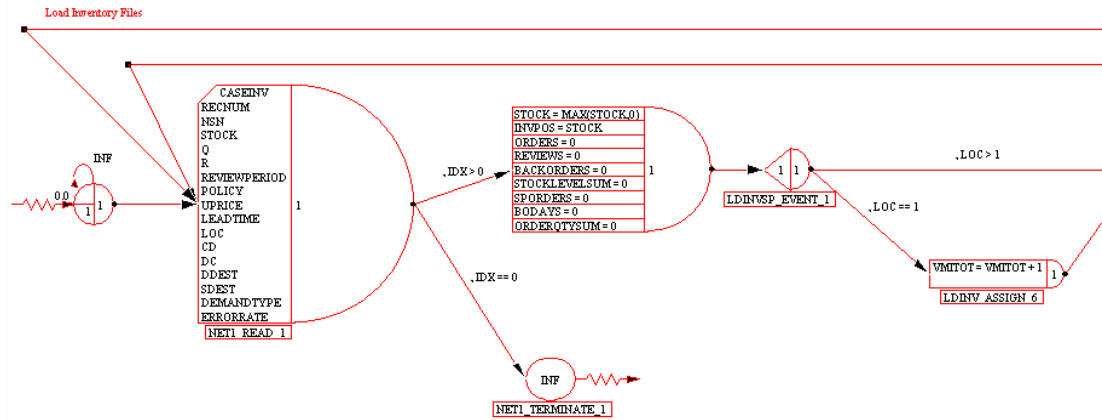 Load Inventory Files
INF
0.0
1
1
CASEINV
RECNUM
NSN
STOCK
Q
R
REVIEWPERIOD
POLICY
UPRICE
LEADTIME
LOC
CD
DC
DDEST
SDEST
DEMANDTYPE
ERRORRATE
1
NET1_READ_1
,IDX>0
,IDX==0
STOCK = MAX(STOCK,0)
INVPOS = STOCK
ORDERS = 0
REVIEWS = 0
BACKORDERS = 0
STOCKLEVELSUM = 0
SPORDERS = 0
BODAYS = 0
ORDERQTYSUM = 0
1
1
1
LDINVSP_EVENT_1
,LOC > 1
,LOC == 1
VMITOT = VMITOT + 1
1
LDINV_ASSIGN_6
INF
NET1_TERMINATE_1